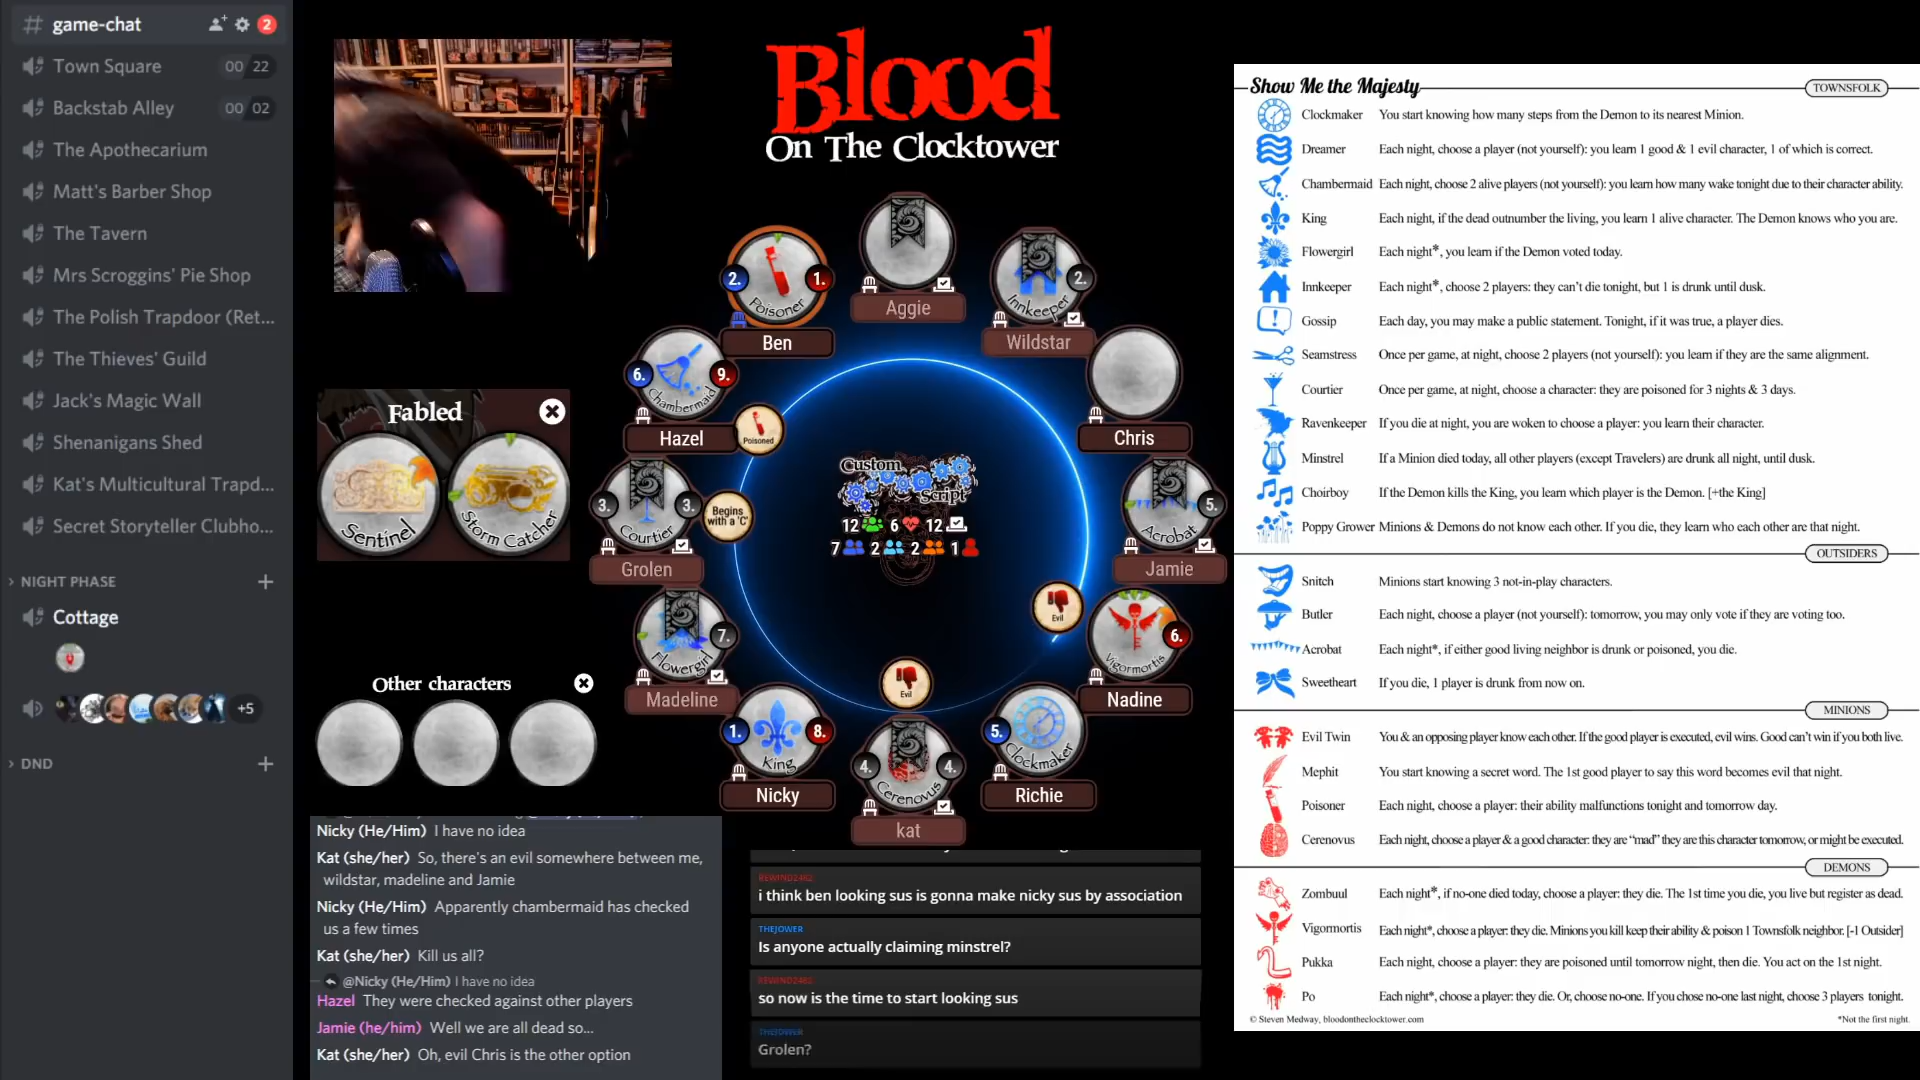 game-chat
2
Town Square
00 22
Backstab Alley
00 02
The Apothecarium
Matt's Barber Shop
The Tavern
Mrs Scroggins' Pie Shop
The Polish Trapdoor (Ret...
The Thieves' Guild
Jack's Magic Wall
Shenanigans Shed
Kat's Multicultural Trapd...
Secret Storyteller Clubho...
NIGHT PHASE
Cottage
+5
DND
Blood
On The Clocktower
Fabled
Sentinel
Storm Catcher
Other characters
Aggie
2.
1.
Poisoner
Ben
Innkeeper
2.
Wildstar
6.
9.
Chambermaid
Hazel
Poisoned
Chris
3.
3.
Courtier
Begins
with a 'C'
Grolen
Acrobat
5.
Jamie
7.
Flowergirl
Madeline
Evil
6.
Vigormortis
Nadine
1.
8.
King
Nicky
Evil
4.
4.
Cerenovus
kat
5.
Clockmaker
Richie
Custom
Script
12 6 12
7 2 2 1
Nicky (He/Him) I have no idea
Kat (she/her) So, there's an evil somewhere between me,
wildstar, madeline and Jamie
Nicky (He/Him) Apparently chambermaid has checked
us a few times
Kat (she/her) Kill us all?
@Nicky (He/Him) I have no idea
Hazel They were checked against other players
Jamie (he/him) Well we are all dead so...
Kat (she/her) Oh, evil Chris is the other option
REWIND2462
i think ben looking sus is gonna make nicky sus by association
THEJOWER
Is anyone actually claiming minstrel?
REWIND2462
so now is the time to start looking sus
THEJOWER
Grolen?
Show Me the Majesty
TOWNSFOLK
Clockmaker You start knowing how many steps from the Demon to its nearest Minion.
Dreamer Each night, choose a player (not yourself): you learn 1 good & 1 evil character, 1 of which is correct.
Chambermaid Each night, choose 2 alive players (not yourself): you learn how many wake tonight due to their character ability.
King Each night, if the dead outnumber the living, you learn 1 alive character. The Demon knows who you are.
Flowergirl Each night*, you learn if the Demon voted today.
Innkeeper Each night*, choose 2 players: they can't die tonight, but 1 is drunk until dusk.
Gossip Each day, you may make a public statement. Tonight, if it was true, a player dies.
Seamstress Once per game, at night, choose 2 players (not yourself): you learn if they are the same alignment.
Courtier Once per game, at night, choose a character: they are poisoned for 3 nights & 3 days.
Ravenkeeper If you die at night, you are woken to choose a player: you learn their character.
Minstrel If a Minion died today, all other players (except Travelers) are drunk all night, until dusk.
Choirboy If the Demon kills the King, you learn which player is the Demon. [+the King]
Poppy Grower Minions & Demons do not know each other. If you die, they learn who each other are that night.
OUTSIDERS
Snitch Minions start knowing 3 not-in-play characters.
Butler Each night, choose a player (not yourself): tomorrow, you may only vote if they are voting too.
Acrobat Each night*, if either good living neighbor is drunk or poisoned, you die.
Sweetheart If you die, 1 player is drunk from now on.
MINIONS
Evil Twin You & an opposing player know each other. If the good player is executed, evil wins. Good can't win if you both live.
Mephit You start knowing a secret word. The 1st good player to say this word becomes evil that night.
Poisoner Each night, choose a player: their ability malfunctions tonight and tomorrow day.
Cerenovus Each night, choose a player & a good character: they are “mad” they are this character tomorrow, or might be executed.
DEMONS
Zombuul Each night*, if no-one died today, choose a player: they die. The 1st time you die, you live but register as dead.
Vigormortis Each night*, choose a player: they die. Minions you kill keep their ability & poison 1 Townsfolk neighbor. [-1 Outsider]
Pukka Each night, choose a player: they are poisoned until tomorrow night, then die. You act on the 1st night.
Po Each night*, choose a player: they die. Or, choose no-one. If you chose no-one last night, choose 3 players tonight.
© Steven Medway, bloodontheclocktower.com
*Not the first night.